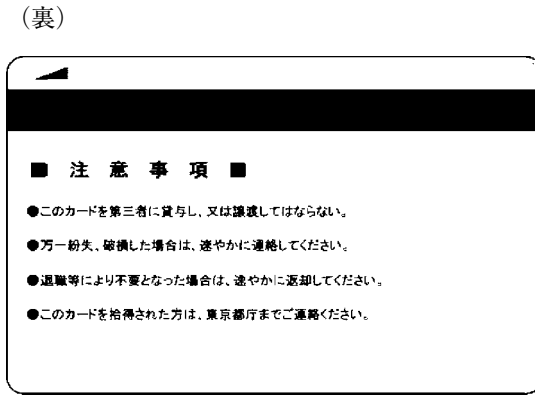 （裏）
■ 注 意 事 項 ■
●このカードを第三者に貸与し、又は譲渡してはならない。
●万一紛失、破損した場合は、速やかに連絡してください。
●退職等により不要となった場合は、速やかに返却してください。
●このカードを拾得された方は、東京都庁までご連絡ください。